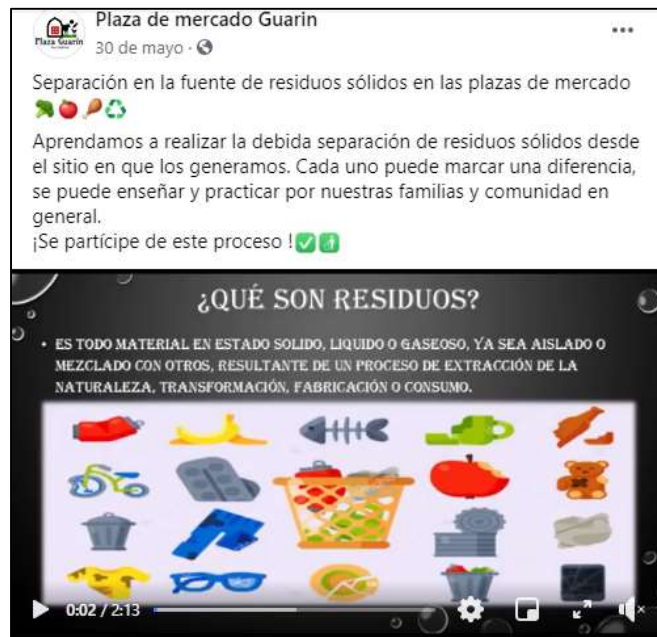 Plaza de mercado Guarin
Plaza Guarín
30 de mayo ·
Separación en la fuente de residuos sólidos en las plazas de mercado
Aprendamos a realizar la debida separación de residuos sólidos desde
el sitio en que los generamos. Cada uno puede marcar una diferencia,
se puede enseñar y practicar por nuestras familias y comunidad en
general.
¡Se partícipe de este proceso !
¿QUÉ SON RESIDUOS?
• ES TODO MATERIAL EN ESTADO SOLIDO, LIQUIDO O GASEOSO, YA SEA AISLADO O
MEZCLADO CON OTROS, RESULTANTE DE UN PROCESO DE EXTRACCIÓN DE LA
NATURALEZA, TRANSFORMACIÓN, FABRICACIÓN O CONSUMO.
0:02 / 2:13